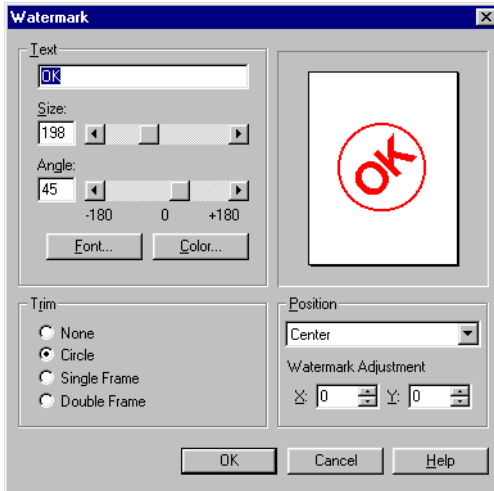 Watermark
Text
OK
Size:
198
Angle:
45
-180 0 +180
Font... Color...
OK
Trim
None
Circle
Single Frame
Double Frame
Position
Center
Watermark Adjustment
X: 0 Y: 0
OK Cancel Help